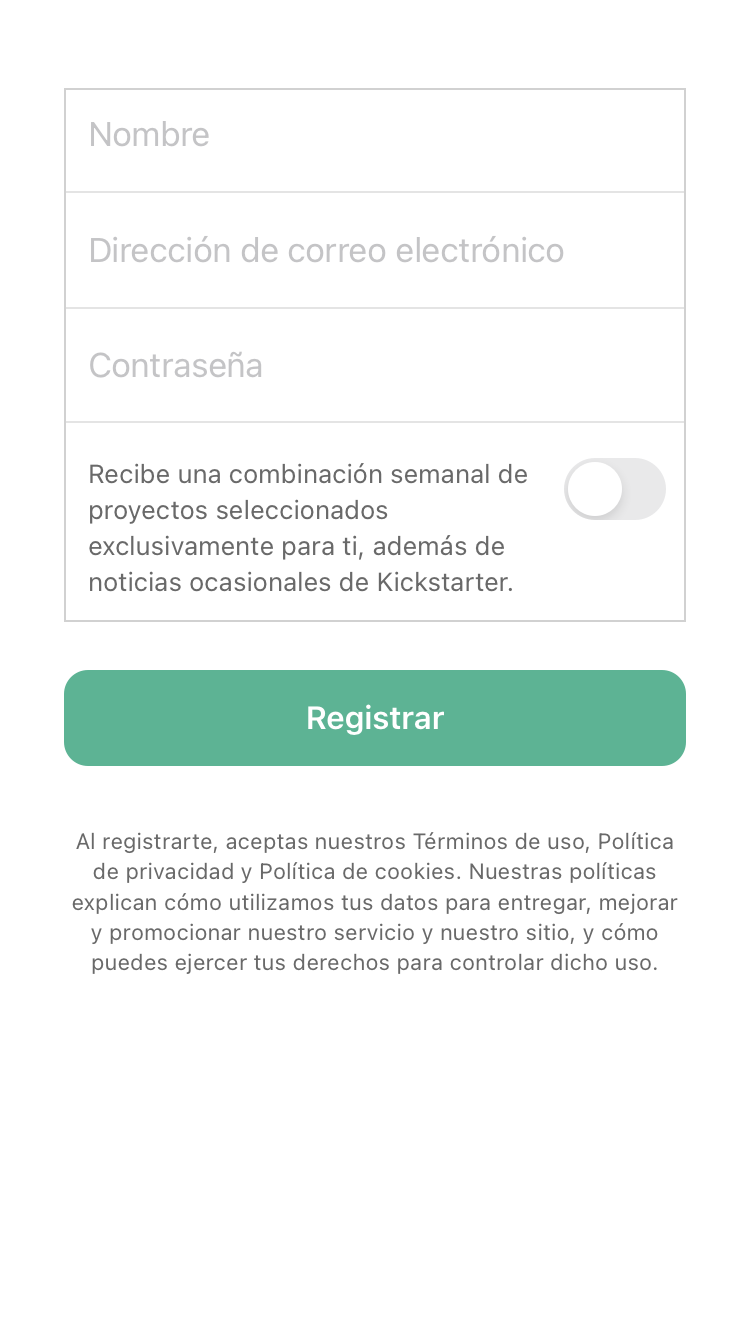 Nombre
Dirección de correo electrónico
Contraseña
Recibe una combinación semanal de
proyectos seleccionados
exclusivamente para ti, además de
noticias ocasionales de Kickstarter.
Registrar
Al registrarte, aceptas nuestros Términos de uso, Política
de privacidad y Política de cookies. Nuestras políticas
explican cómo utilizamos tus datos para entregar, mejorar
y promocionar nuestro servicio y nuestro sitio, y cómo
puedes ejercer tus derechos para controlar dicho uso.